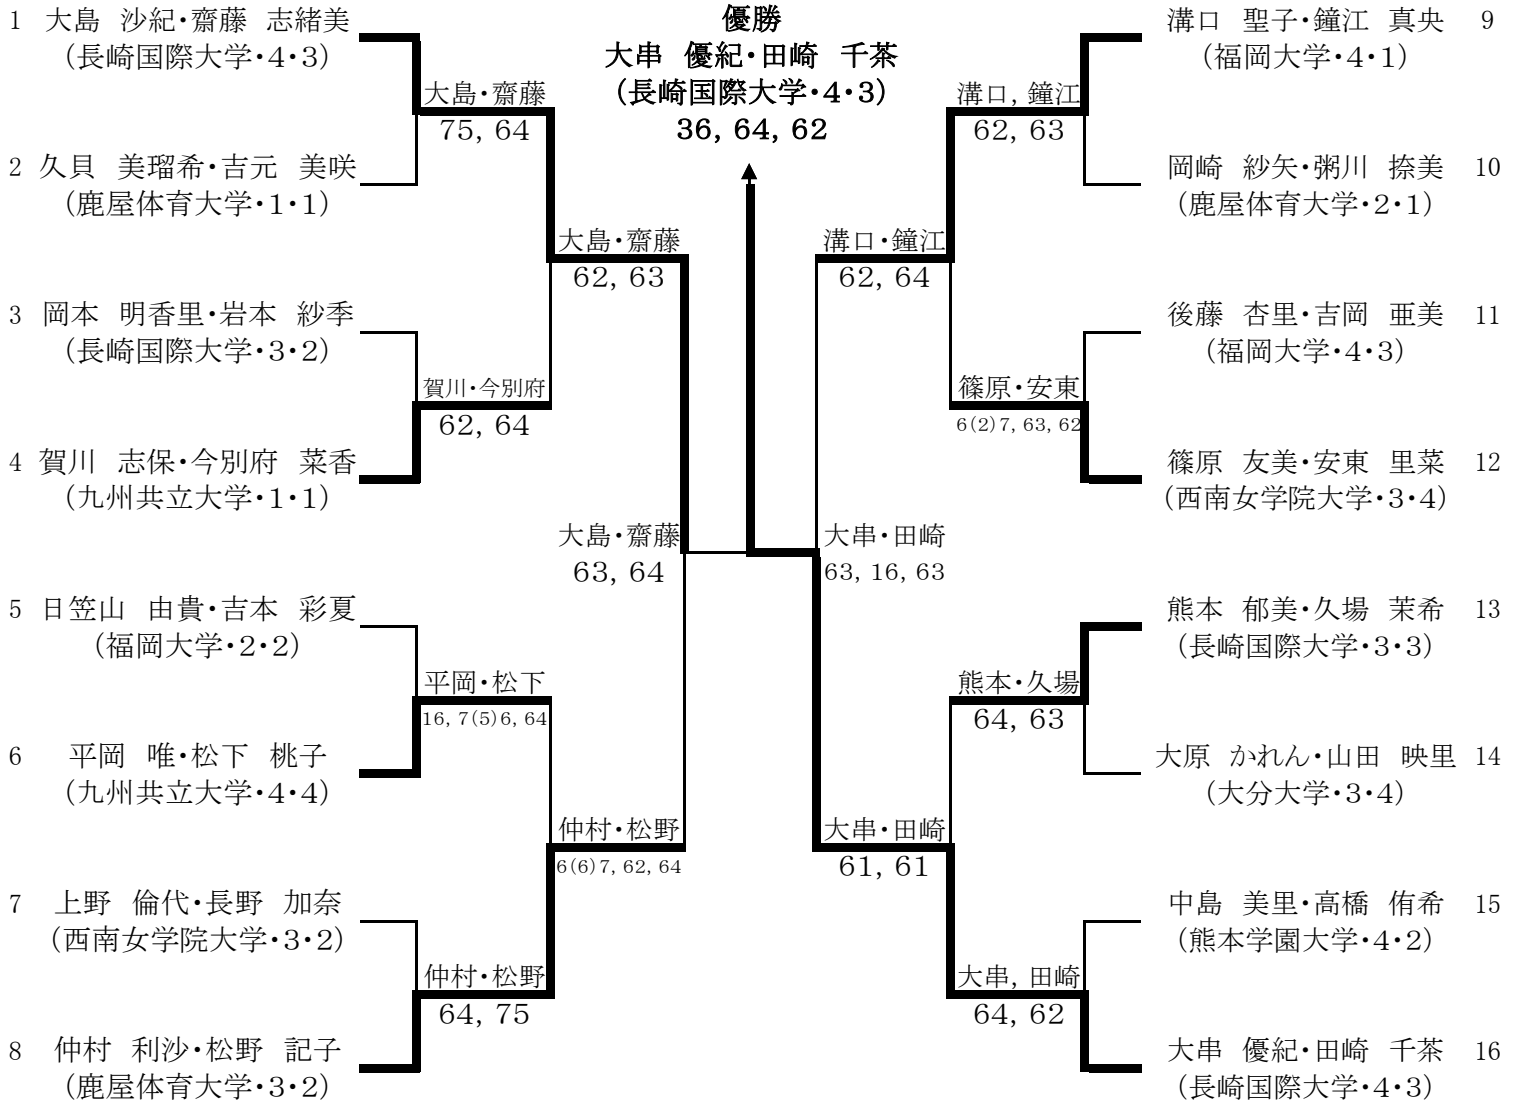 優勝
大串 優紀・田崎 千茶
(長崎国際大学・4・3)
36, 64, 62
1 大島 沙紀・齋藤 志緒美
(長崎国際大学・4・3)
大島・齋藤
75, 64
2 久貝 美瑠希・吉元 美咲
(鹿屋体育大学・1・1)
大島・齋藤
62, 63
3 岡本 明香里・岩本 紗季
(長崎国際大学・3・2)
賀川・今別府
62, 64
4 賀川 志保・今別府 菜香
(九州共立大学・1・1)
大島・齋藤
63, 64
5 日笠山 由貴・吉本 彩夏
(福岡大学・2・2)
平岡・松下
16, 7(5)6, 64
6 平岡 唯・松下 桃子
(九州共立大学・4・4)
仲村・松野
6(6)7, 62, 64
7 上野 倫代・長野 加奈
(西南女学院大学・3・2)
仲村・松野
64, 75
8 仲村 利沙・松野 記子
(鹿屋体育大学・3・2)
溝口 聖子・鐘江 真央 9
(福岡大学・4・1)
溝口, 鐘江
62, 63
岡崎 紗矢・粥川 捺美 10
(鹿屋体育大学・2・1)
溝口・鐘江
62, 64
後藤 杏里・吉岡 亜美 11
(福岡大学・4・3)
篠原・安東
6(2)7, 63, 62
篠原 友美・安東 里菜 12
(西南女学院大学・3・4)
大串・田崎
63, 16, 63
熊本 郁美・久場 茉希 13
(長崎国際大学・3・3)
熊本・久場
64, 63
大原 かれん・山田 映里 14
(大分大学・3・4)
大串・田崎
61, 61
中島 美里・高橋 侑希 15
(熊本学園大学・4・2)
大串, 田崎
64, 62
大串 優紀・田崎 千茶 16
(長崎国際大学・4・3)